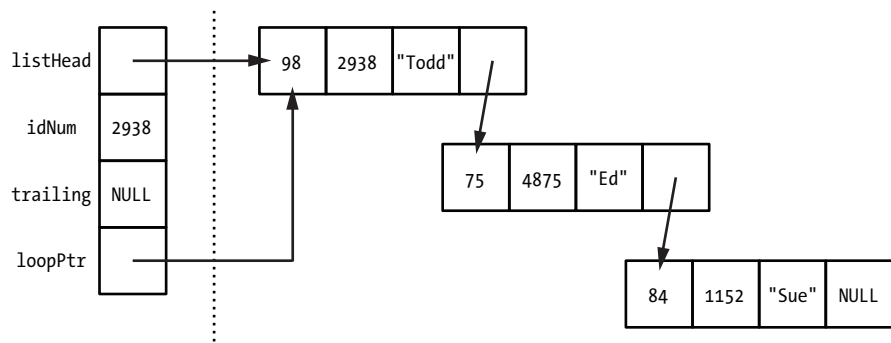 listHead
98 2938 "Todd"
idNum 2938
75 4875 "Ed"
trailing NULL
loopPtr
84 1152 "Sue" NULL